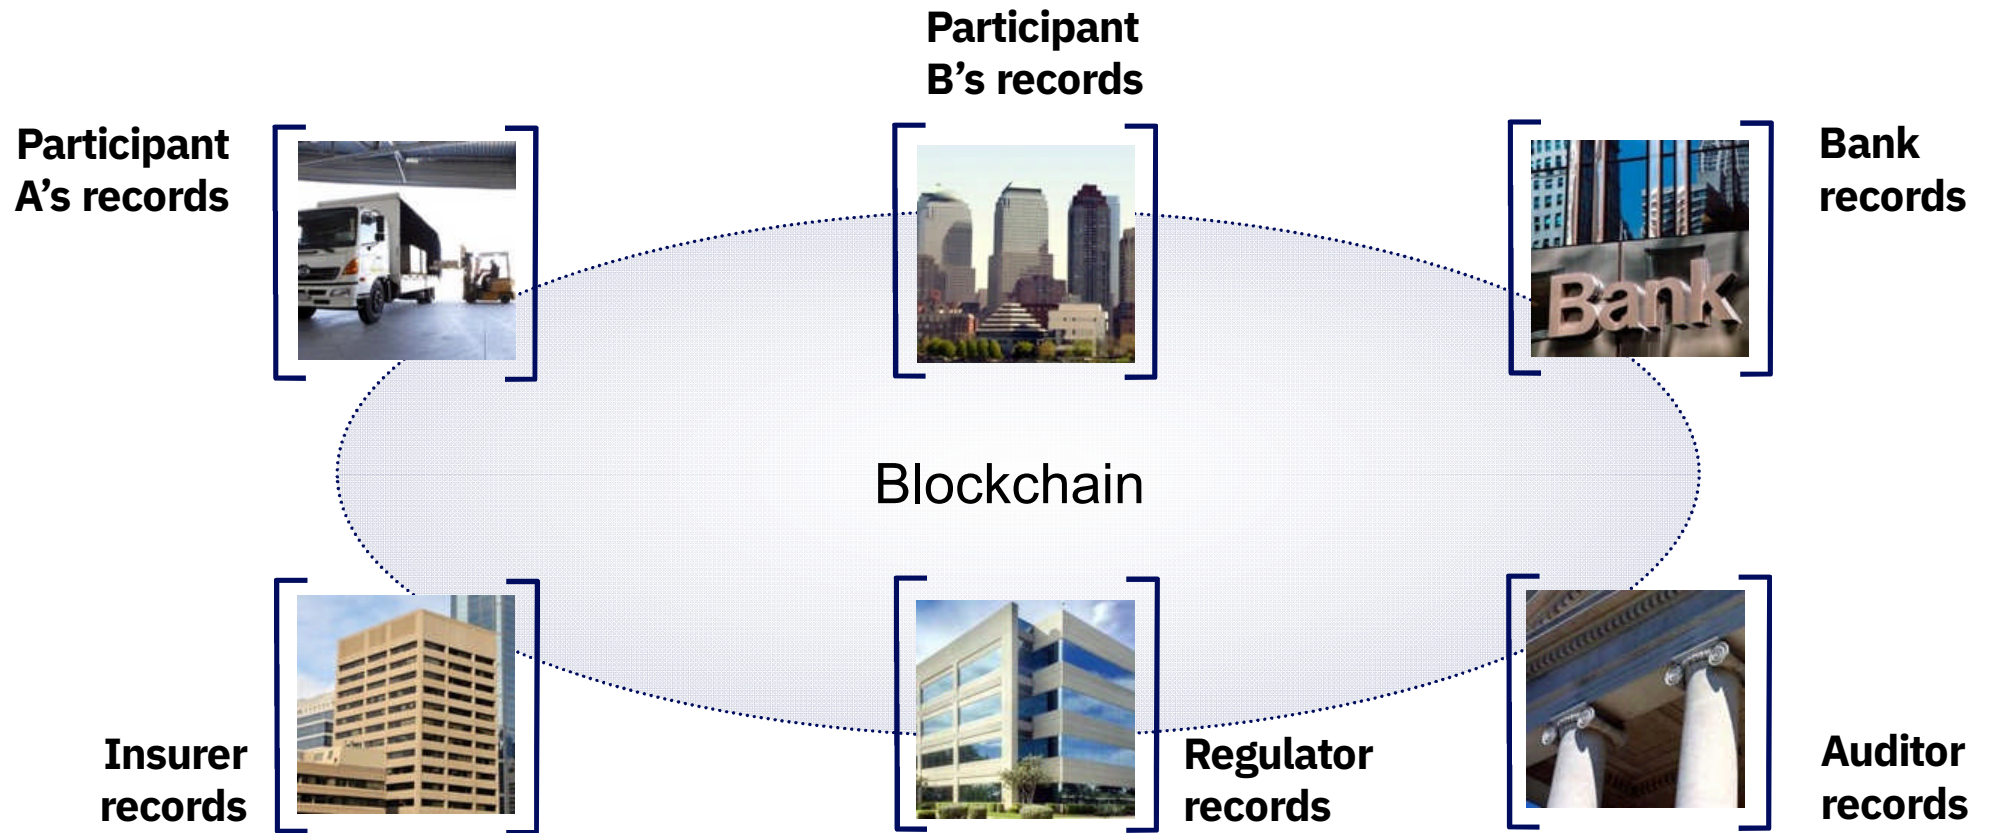 Participant
B’s records
Participant
A’s records
Bank
records
Bank
Blockchain
Insurer
records
Regulator
records
Auditor
records